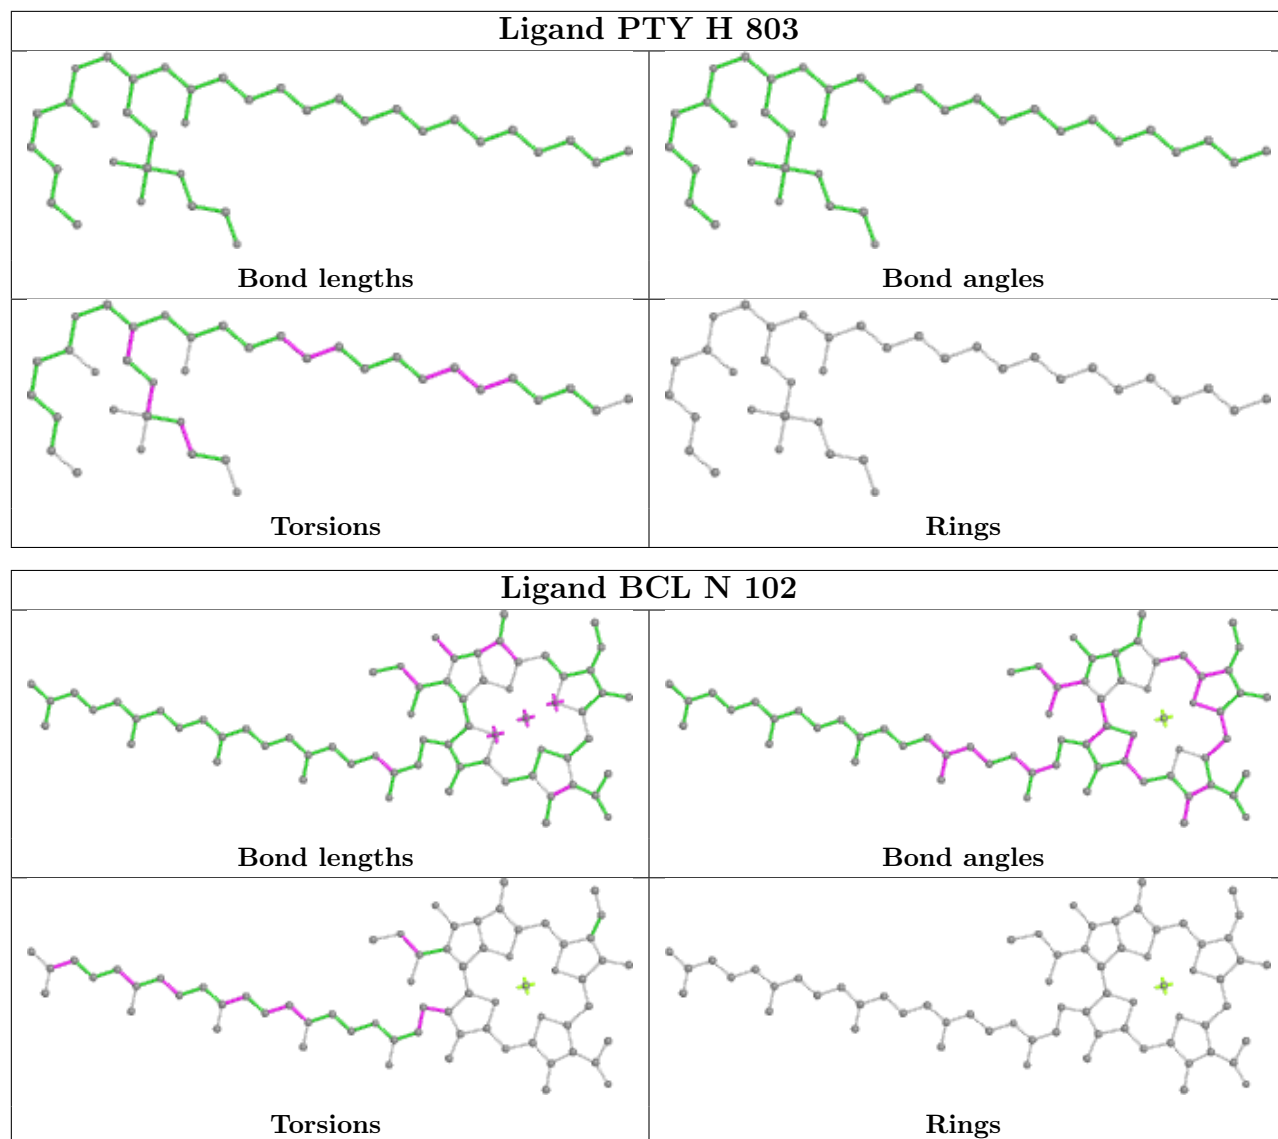 Ligand PTY H 803
Bond lengths
Bond angles
Torsions
Rings
Ligand BCL N 102
Bond lengths
Bond angles
Torsions
Rings